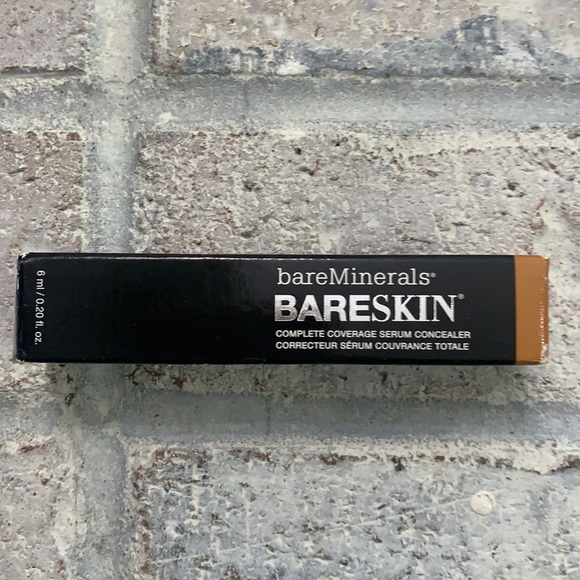 bareMinerals®
BARESKIN®
COMPLETE COVERAGE SERUM CONCEALER
CORRECTEUR SÉRUM COUVRANCE TOTALE
6 ml / 0.20 fl. oz.